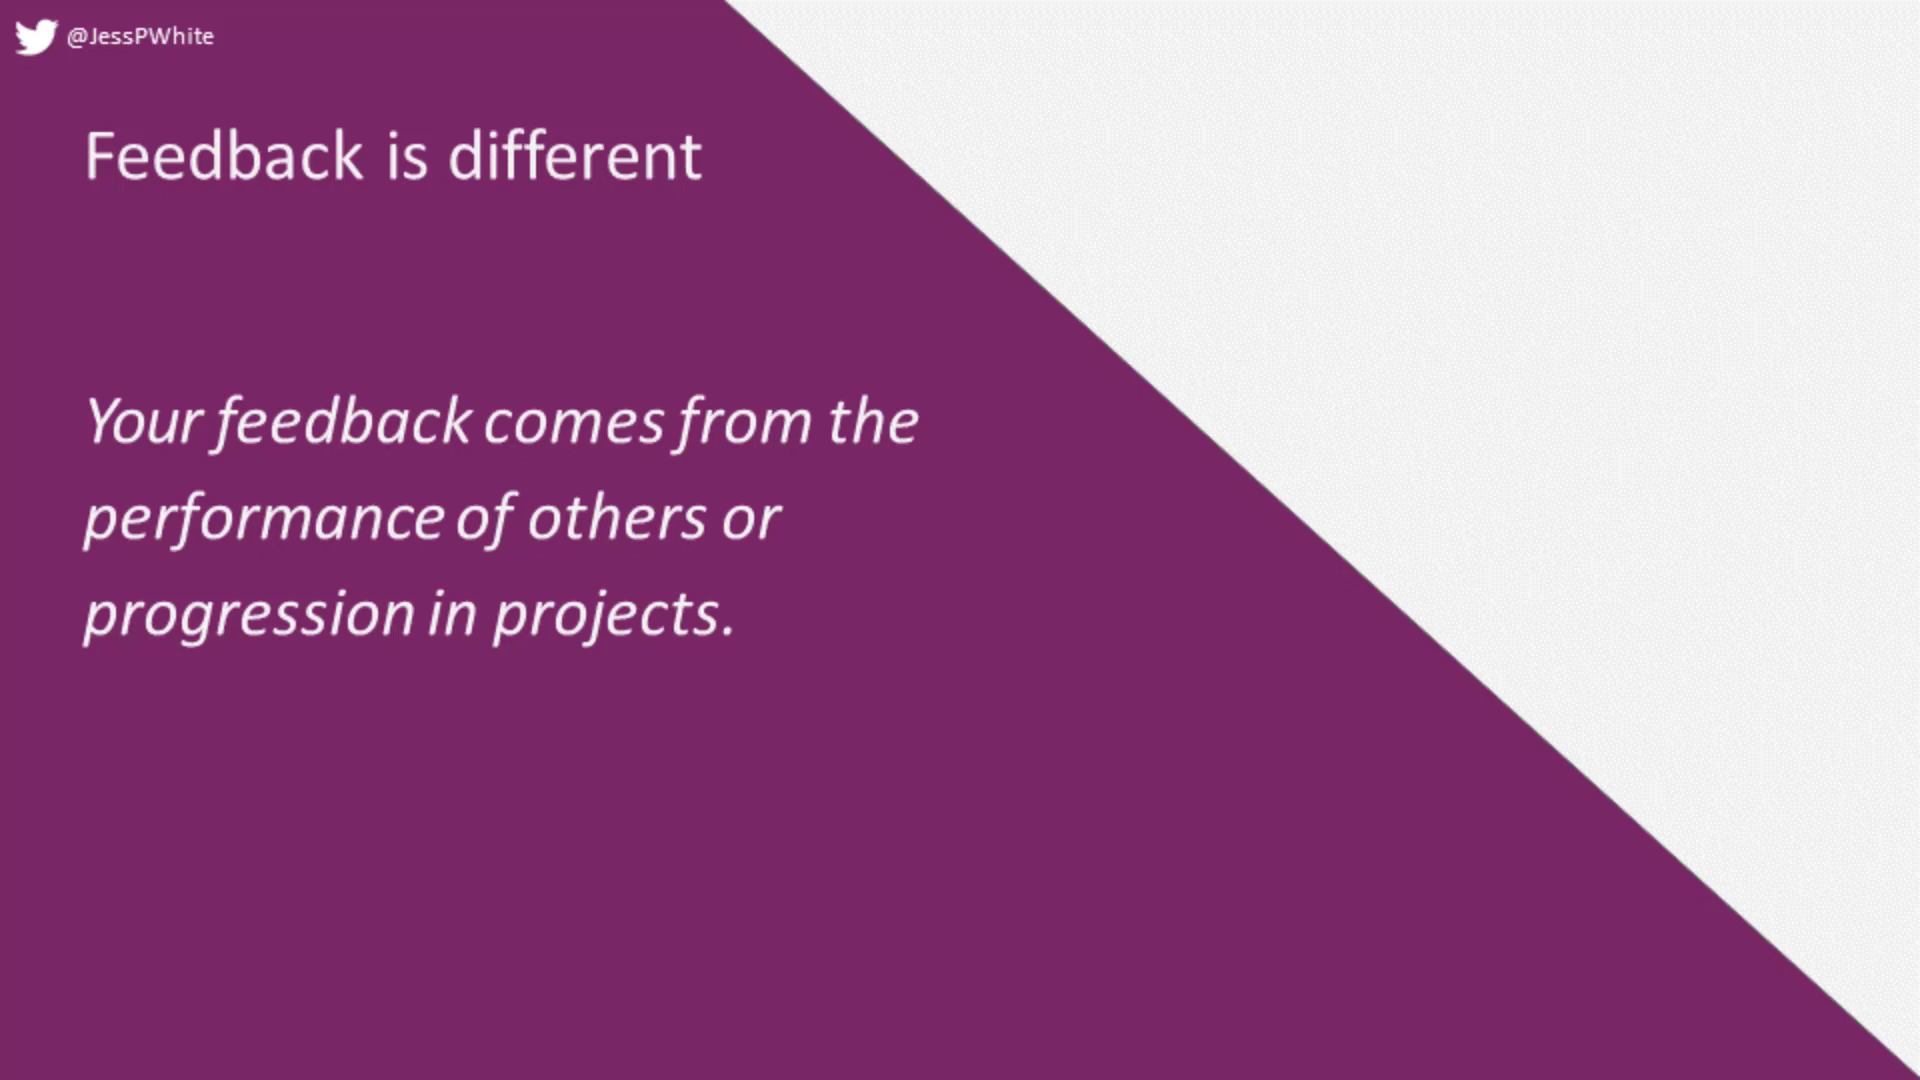 @JessPWhite
Feedback is different
Your feedback comes from the
performance of others or
progression in projects.